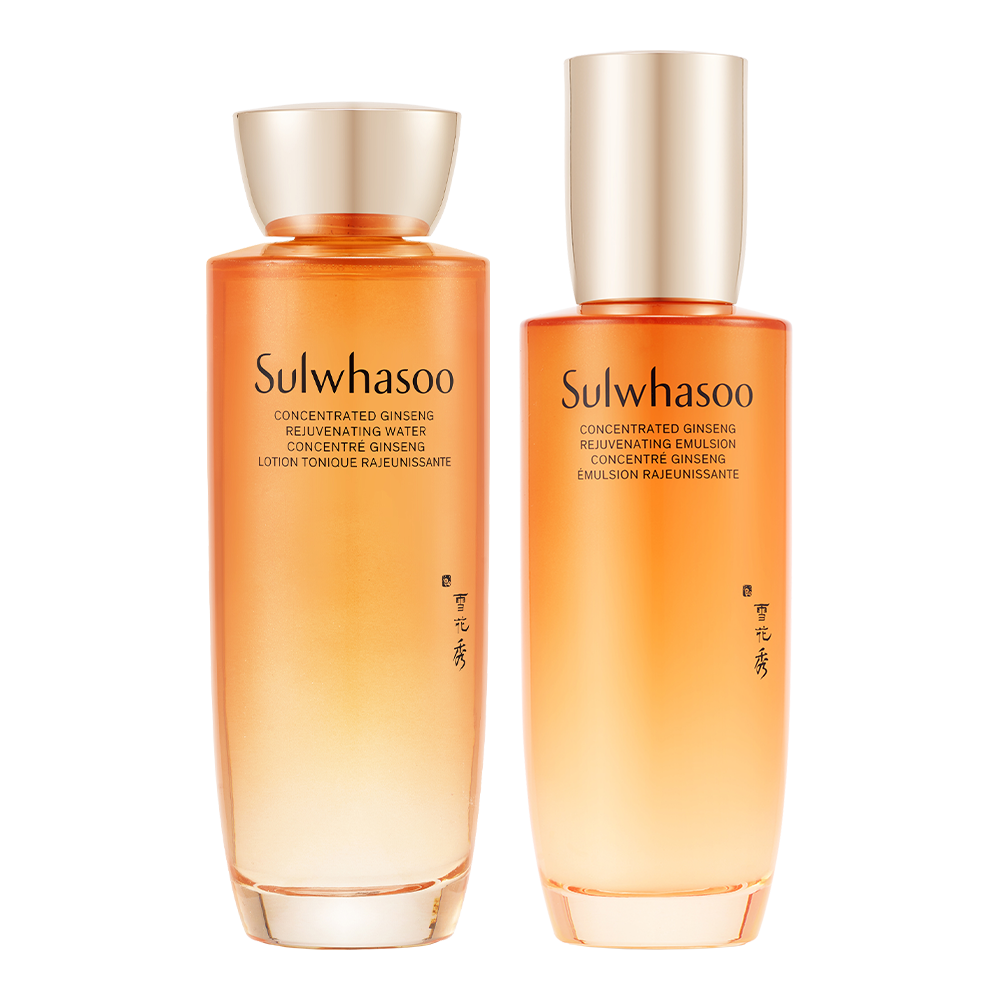 Sulwhasoo
CONCENTRATED GINSENG
REJUVENATING WATER
CONCENTRÉ GINSENG
LOTION TONIQUE RAJEUNISSANTE
雪花秀
Sulwhasoo
CONCENTRATED GINSENG
REJUVENATING EMULSION
CONCENTRÉ GINSENG
ÉMULSION RAJEUNISSANTE
雪花秀